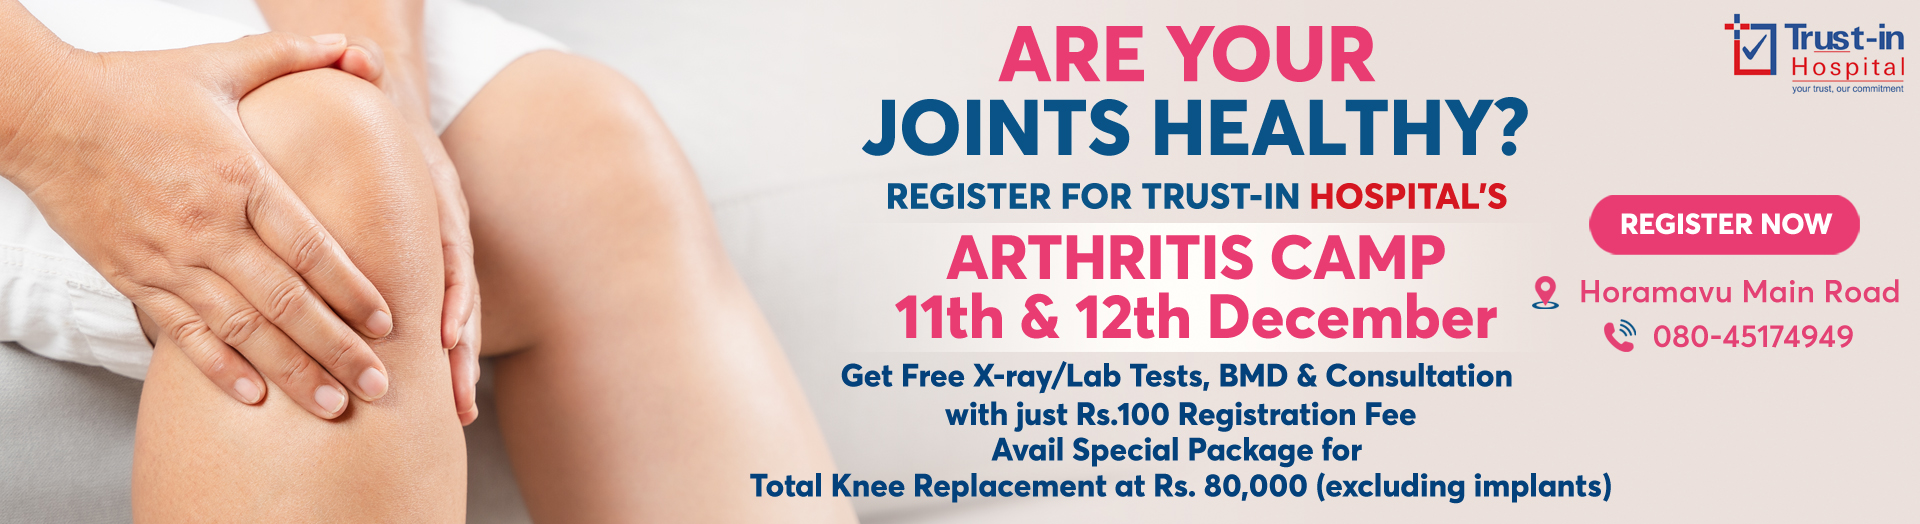 ARE YOUR
JOINTS HEALTHY?
REGISTER FOR TRUST-IN HOSPITAL'S
ARTHRITIS CAMP
11th & 12th December
Get Free X-ray/Lab Tests, BMD & Consultation
with just Rs.100 Registration Fee
Avail Special Package for
Total Knee Replacement at Rs. 80,000 (excluding implants)
Trust-in
Hospital
your trust, our commitment
REGISTER NOW
Horamavu Main Road
080-45174949